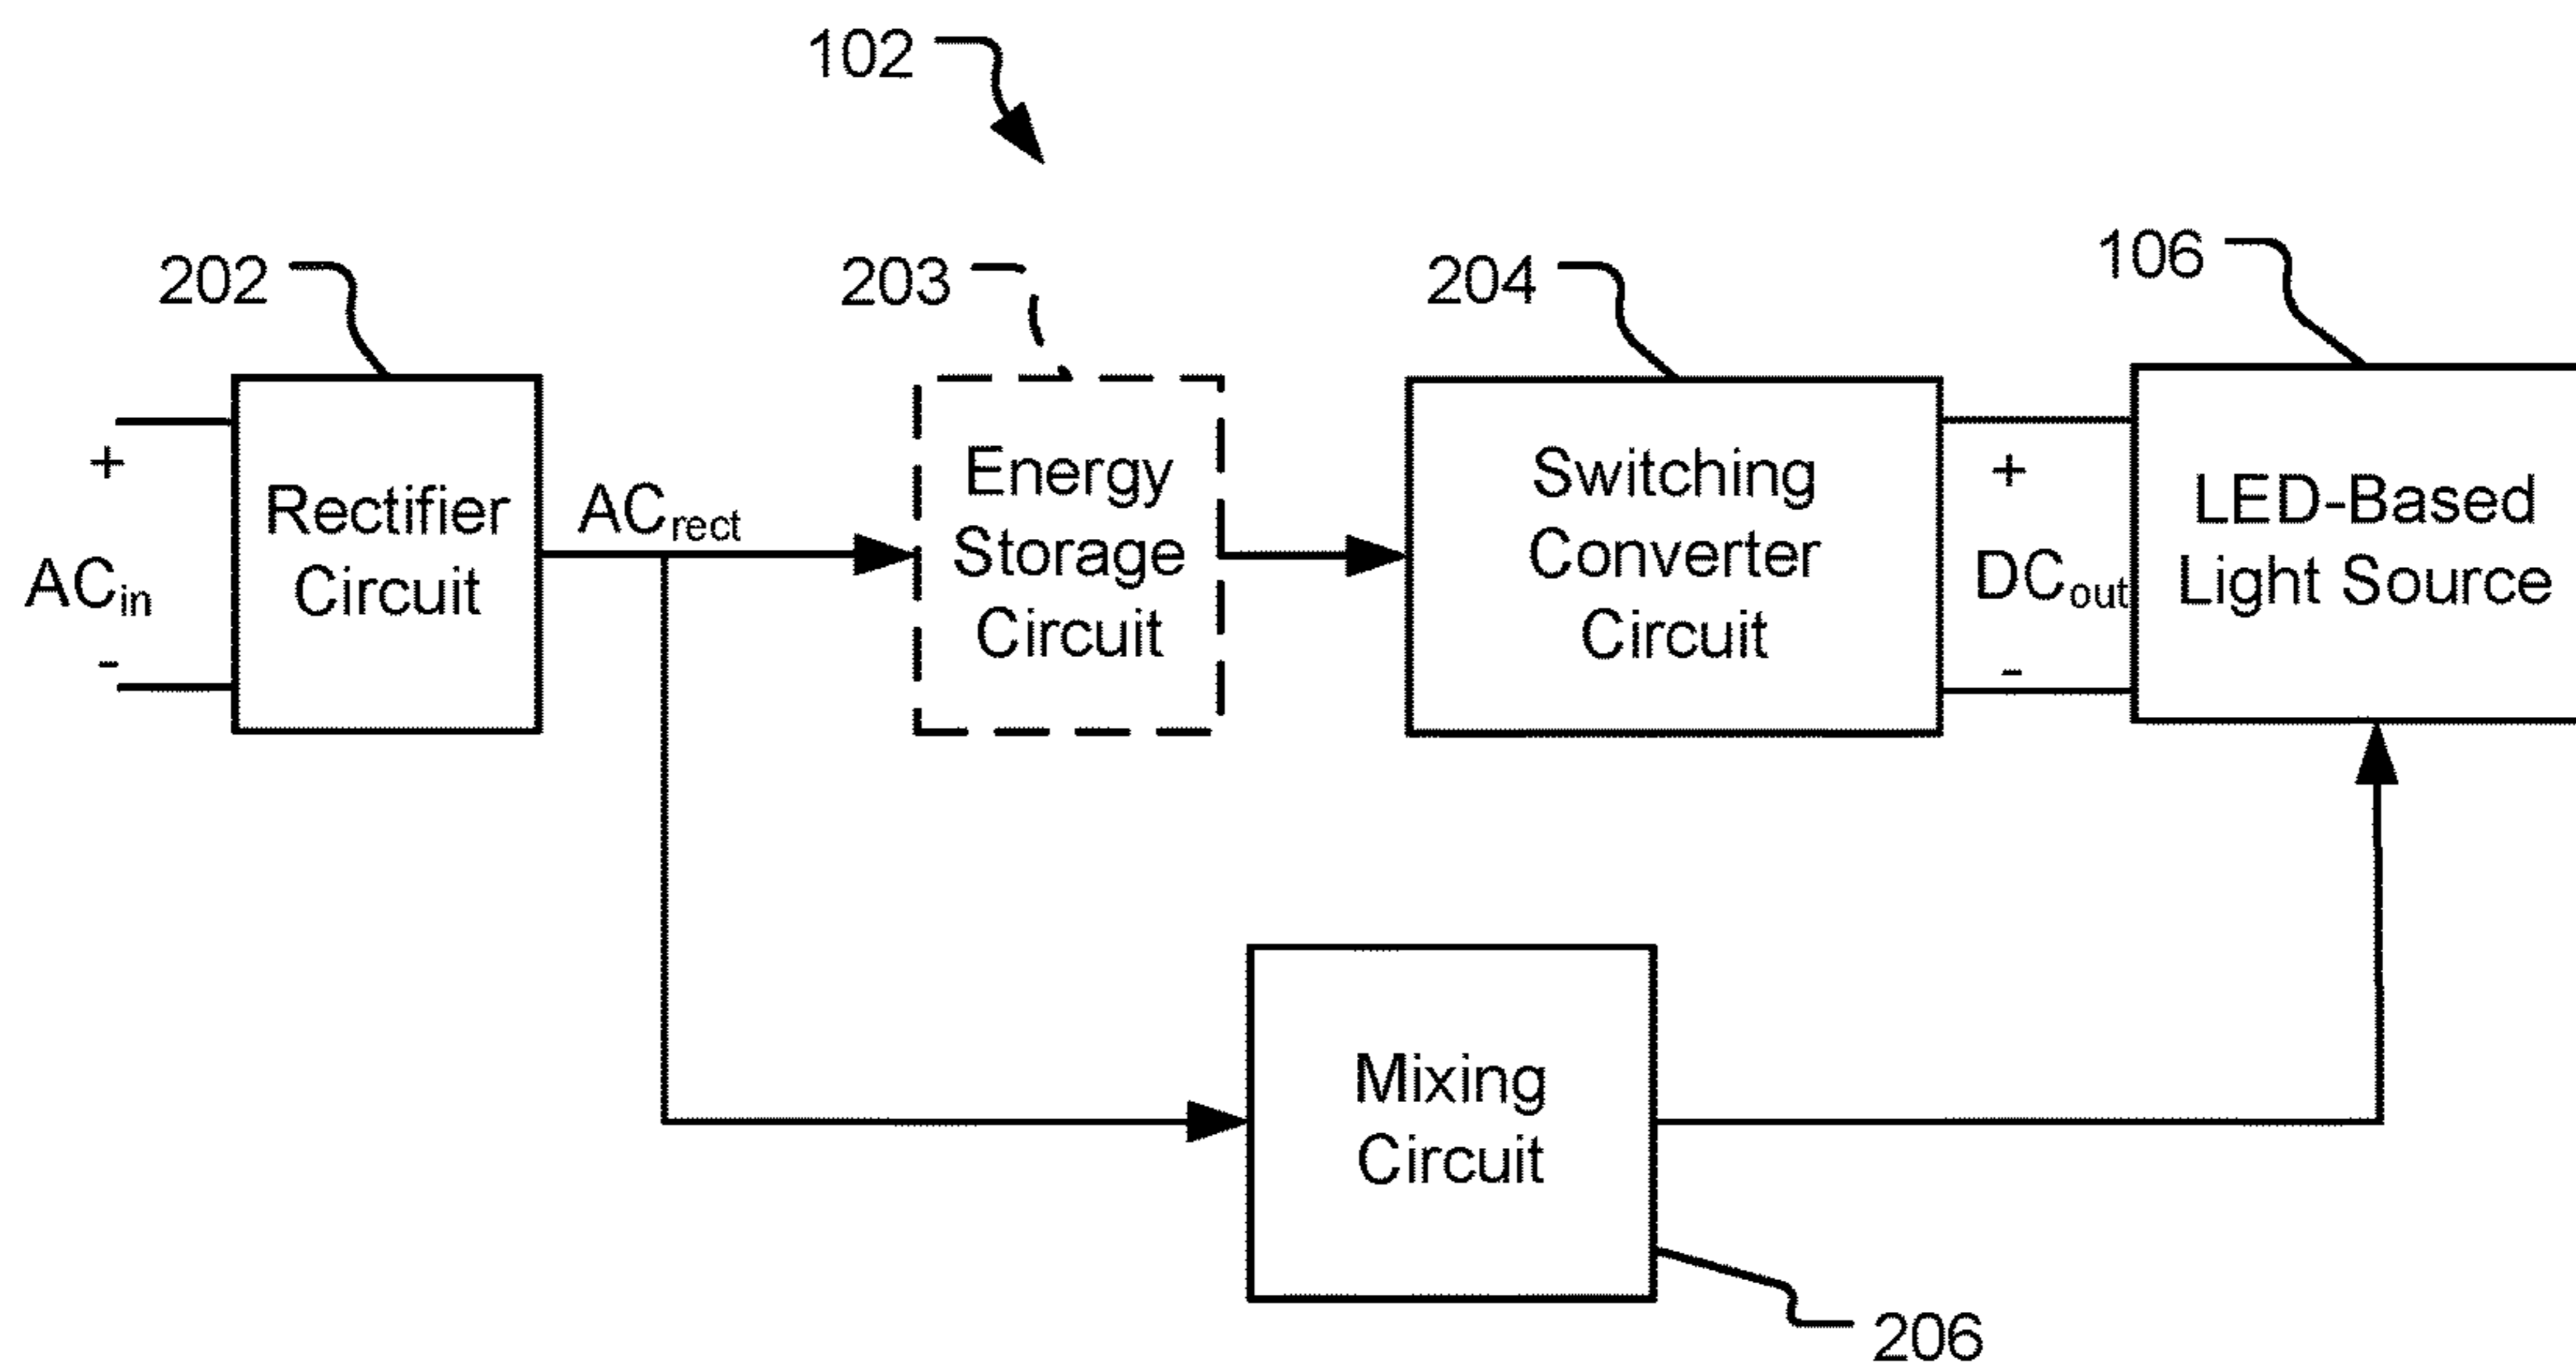 102
202
203
204
106
+
ACin
-
Rectifier
Circuit
ACrect
Energy
Storage
Circuit
Switching
Converter
Circuit
+
DCout
-
LED-Based
Light Source
Mixing
Circuit
206